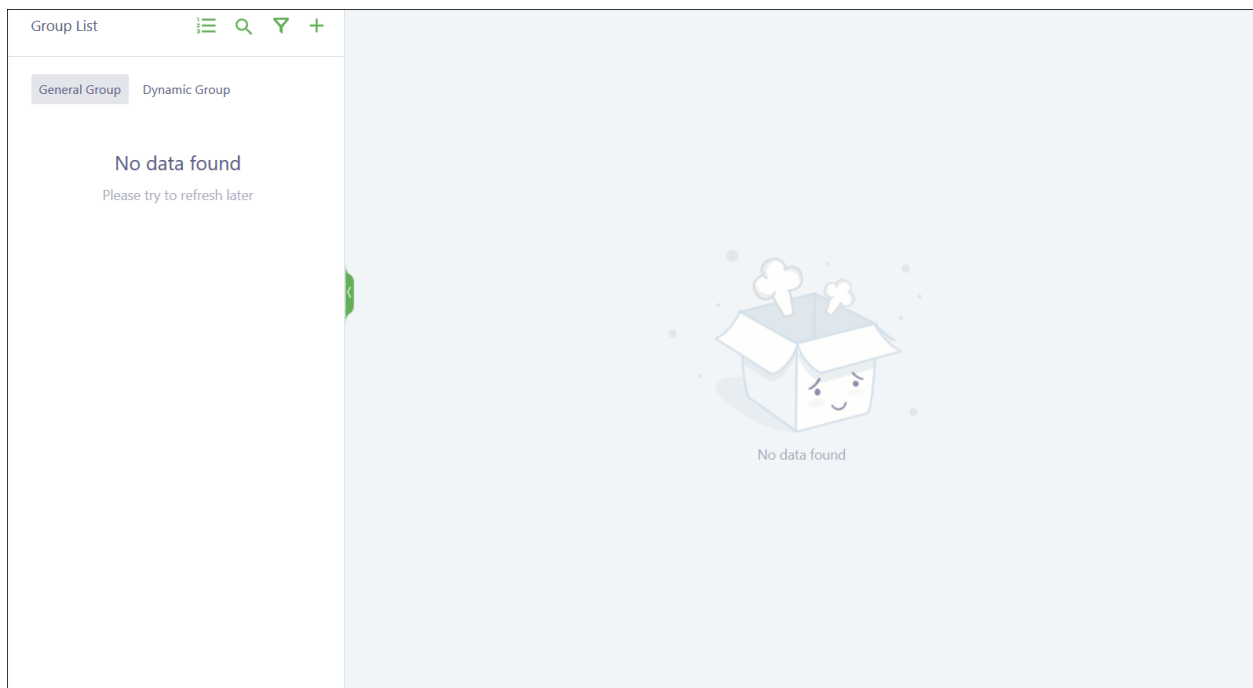 Group List
General Group
Dynamic Group
No data found
Please try to refresh later
No data found